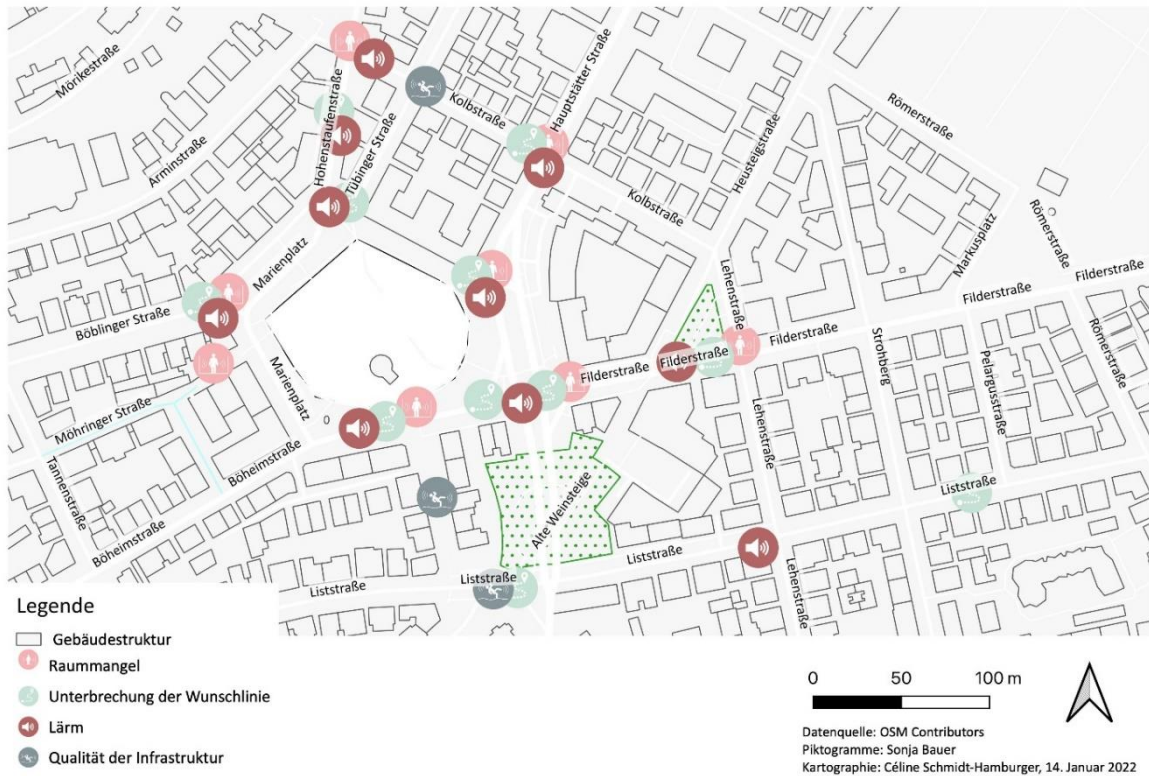 Mörikestraße
Arminstraße
Hohenstaufenstraße
Tübinger Straße
Kolbstraße
Hauptstätter Straße
Kolbstraße
Heusteigstraße
Römerstraße
Römerstraße
Markusplatz
Filderstraße
Filderstraße
Filderstraße
Filderstraße
Filderstraße
Lehenstraße
Strohberg
Pelargusstraße
Römerstraße
Marienplatz
Böblinger Straße
Marienplatz
Möhringer Straße
Tannenstraße
Böheimstraße
Böheimstraße
Alte Weinsteige
Lehenstraße
Liststraße
Liststraße
Liststraße
Liststraße
Lehenstraße
Legende
Gebäudestruktur
Raummangel
Unterbrechung der Wunschlinie
Lärm
Qualität der Infrastruktur
0 50 100 m
Datenquelle: OSM Contributors
Piktogramme: Sonja Bauer
Kartographie: Céline Schmidt-Hamburger, 14. Januar 2022